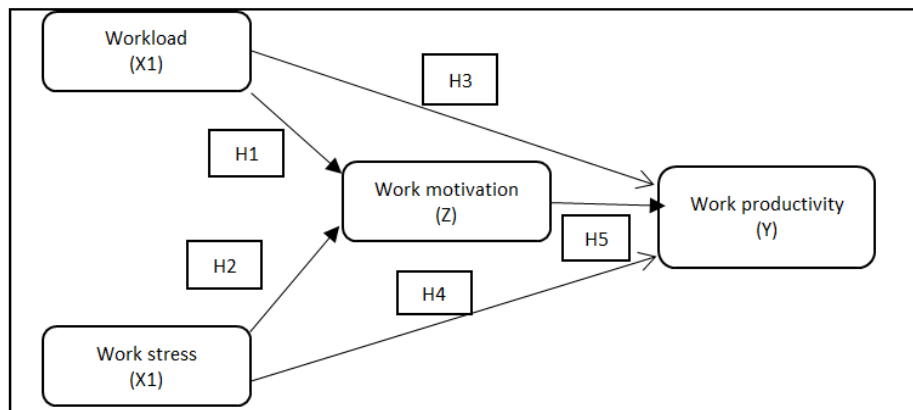 Workload
(X1)
H3
H1
Work motivation
(Z)
Work productivity
(Y)
H2
H5
H4
Work stress
(X1)